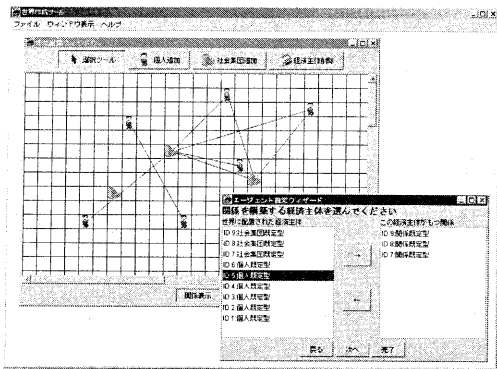 世界作成ツール
ファイル ウィンドウ表示 ヘルプ
選択ツール 個人追加 社会集団追加 経済主体削除
関係表示
エージェント設定ウィザード
関係を構築する経済主体を選んでください
世界に配置された経済主体 この経済主体がもつ関係
ID 9:社会集団既定型
ID 8:社会集団既定型
ID 7:社会集団既定型
ID 6:個人既定型
ID 5:個人既定型
ID 4:個人既定型
ID 3:個人既定型
ID 2:個人既定型
ID 1:個人既定型
→
←
ID 9:関係既定型
ID 8:関係既定型
ID 7:関係既定型
戻る 次へ 完了